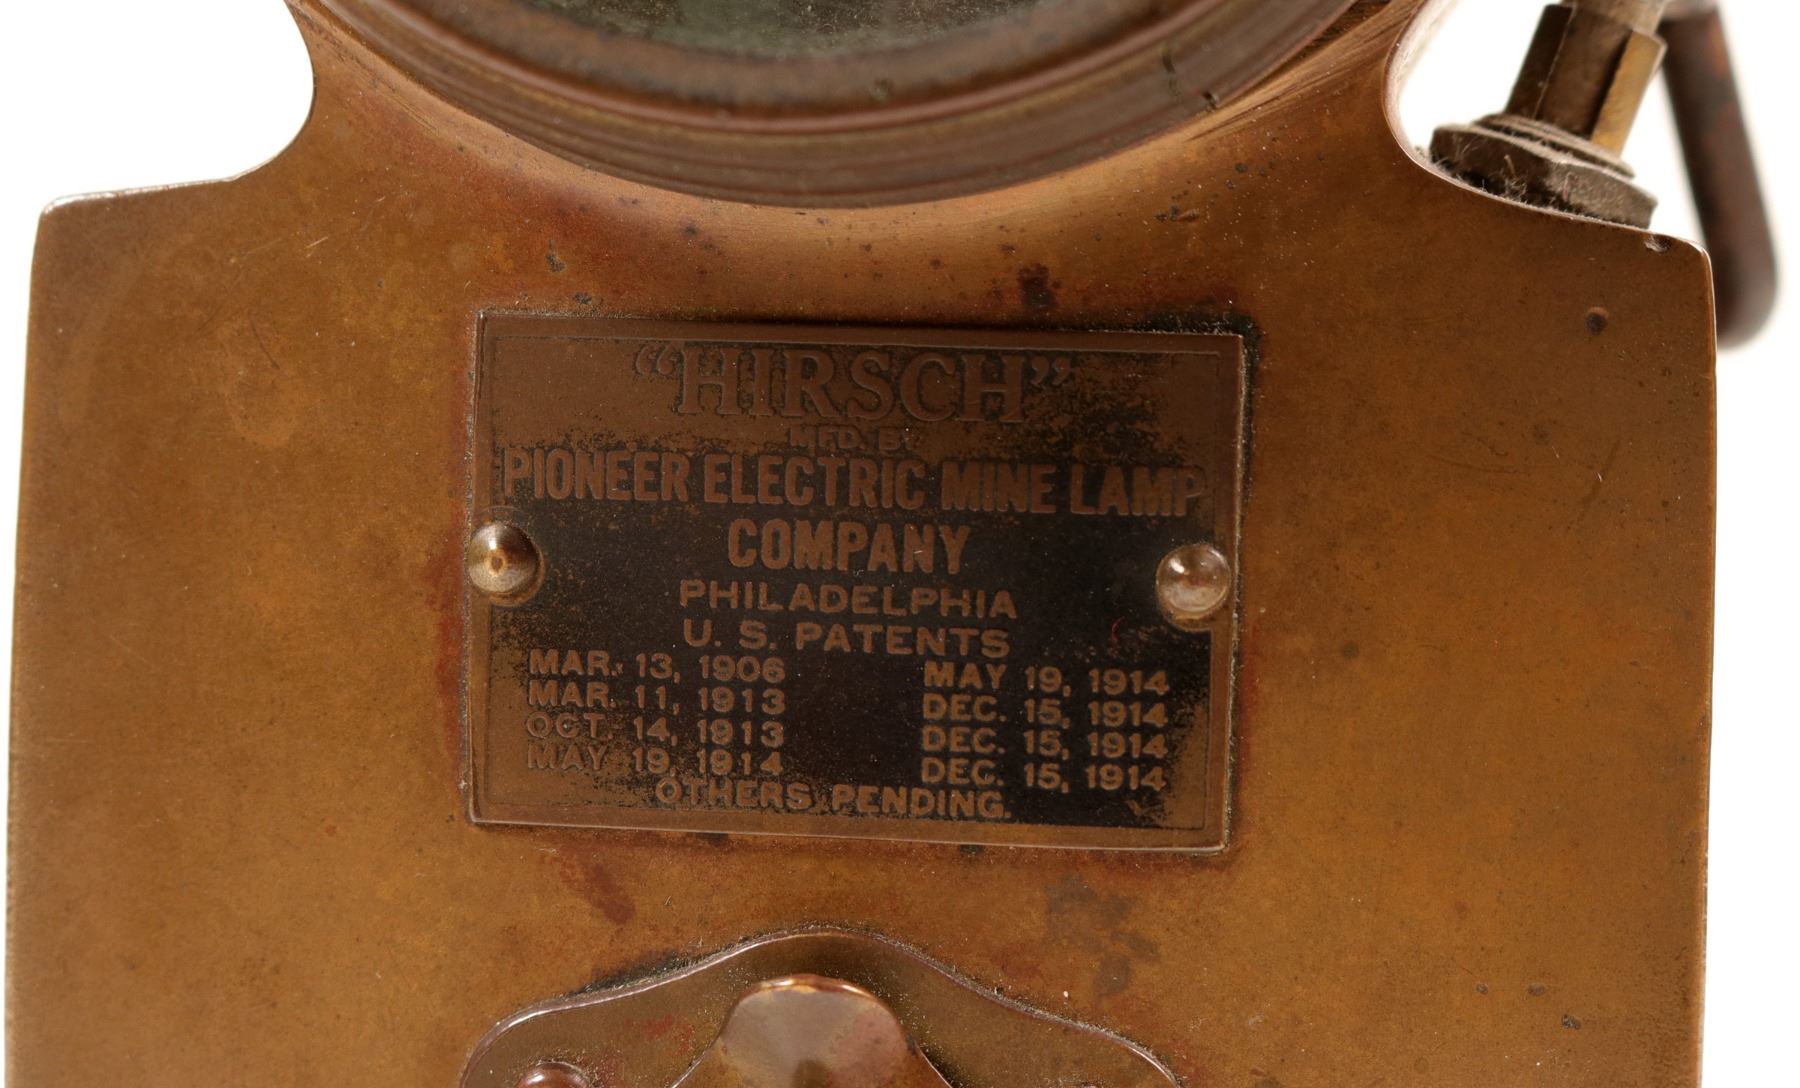 “HIRSCH”
MFD. BY
PIONEER ELECTRIC MINE LAMP
COMPANY
PHILADELPHIA
U. S. PATENTS
MAR. 13, 1906 MAY 19, 1914
MAR. 11, 1913 DEC. 15, 1914
OCT. 14, 1913 DEC. 15, 1914
MAY 19, 1914 DEC. 15, 1914
OTHERS PENDING.